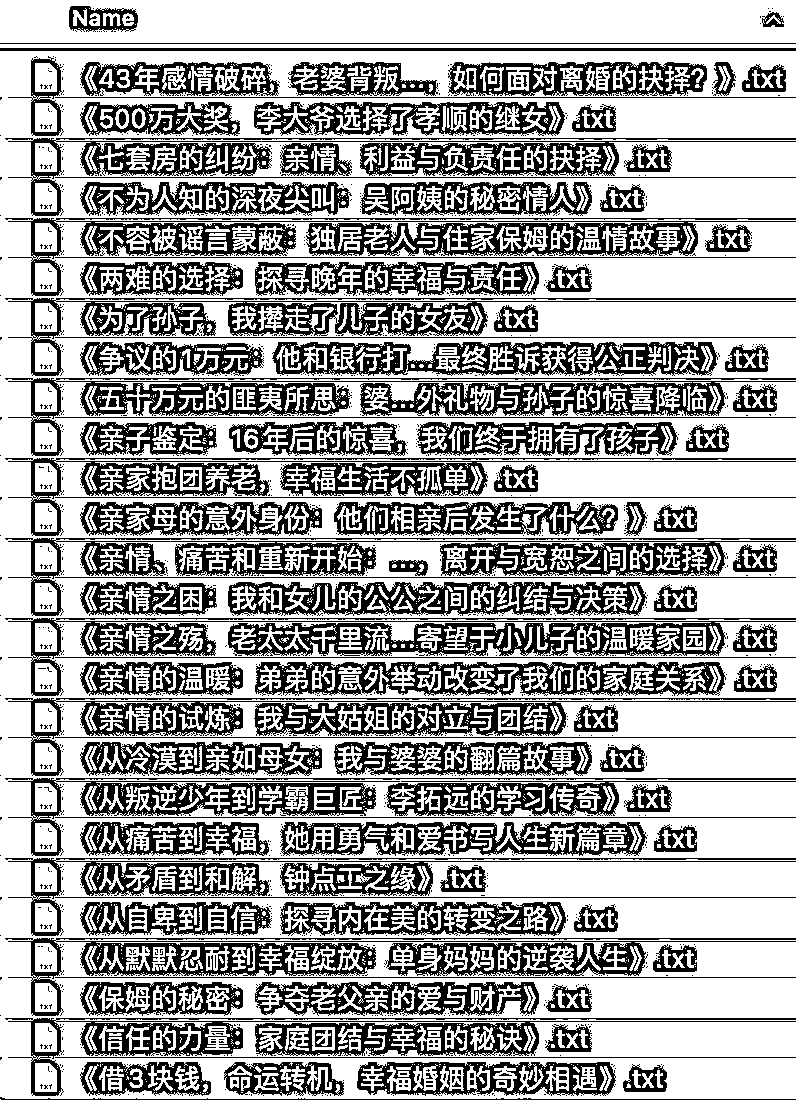 Name
《43年感情破碎，老婆背叛...，如何面对离婚的抉择？》.txt
《500万大奖，李大爷选择了孝顺的继女》.txt
《七套房的纠纷：亲情、利益与负责任的抉择》.txt
《不为人知的深夜尖叫：吴阿姨的秘密情人》.txt
《不容被谣言蒙蔽：独居老人与住家保姆的温情故事》.txt
《两难的选择：探寻晚年的幸福与责任》.txt
《为了孙子，我撵走了儿子的女友》.txt
《争议的1万元：他和银行打...最终胜诉获得公正判决》.txt
《五十万元的匪夷所思：婆...外礼物与孙子的惊喜降临》.txt
《亲子鉴定：16年后的惊喜，我们终于拥有了孩子》.txt
《亲家抱团养老，幸福生活不孤单》.txt
《亲家母的意外身份：他们相亲后发生了什么？》.txt
《亲情、痛苦和重新开始：...，离开与宽恕之间的选择》.txt
《亲情之困：我和女儿的公公之间的纠结与决策》.txt
《亲情之殇，老太太千里流...寄望于小儿子的温暖家园》.txt
《亲情的温暖：弟弟的意外举动改变了我们的家庭关系》.txt
《亲情的试炼：我与大姑姐的对立与团结》.txt
《从冷漠到亲如母女：我与婆婆的翻篇故事》.txt
《从叛逆少年到学霸巨匠：李拓远的学习传奇》.txt
《从痛苦到幸福，她用勇气和爱书写人生新篇章》.txt
《从矛盾到和解，钟点工之缘》.txt
《从自卑到自信：探寻内在美的转变之路》.txt
《从默默忍耐到幸福绽放：单身妈妈的逆袭人生》.txt
《保姆的秘密：争夺老父亲的爱与财产》.txt
《信任的力量：家庭团结与幸福的秘诀》.txt
《借3块钱，命运转机，幸福婚姻的奇妙相遇》.txt